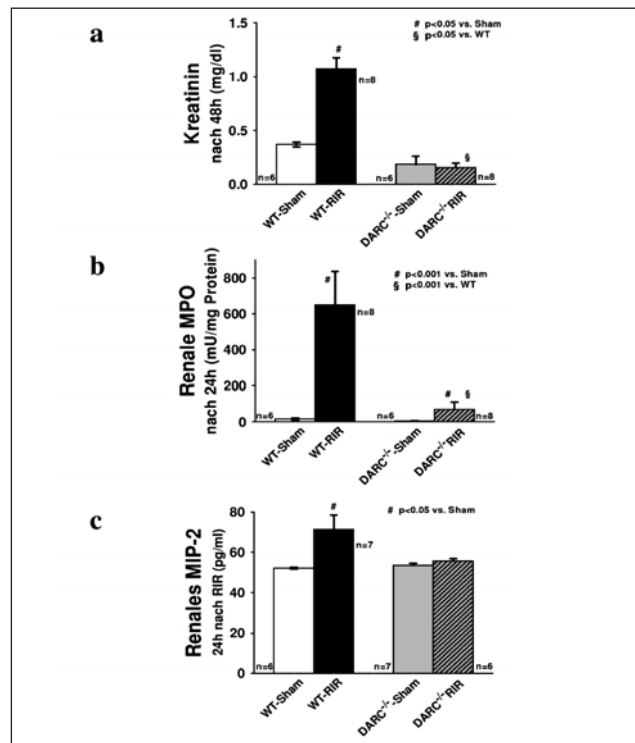 a
Kreatinin
nach 48h (mg/dl)
1.5
1.0
0.5
0.0
# p<0.05 vs. Sham
§ p<0.05 vs. WT
#
n=8
§
n=6
n=6
n=8
WT-Sham
WT-RIR
DARC-/--Sham
DARC-/-RIR
b
Renale MPO
nach 24h (mU/mg Protein)
800
600
400
200
0
# p<0.001 vs. Sham
§ p<0.001 vs. WT
#
n=8
# §
n=6
n=6
n=8
WT-Sham
WT-RIR
DARC-/--Sham
DARC-/-RIR
c
Renales MIP-2
24h nach RIR (pg/ml)
80
60
40
20
0
# p<0.05 vs. Sham
#
n=7
n=6
n=7
n=6
WT-Sham
WT-RIR
DARC-/--Sham
DARC-/-RIR